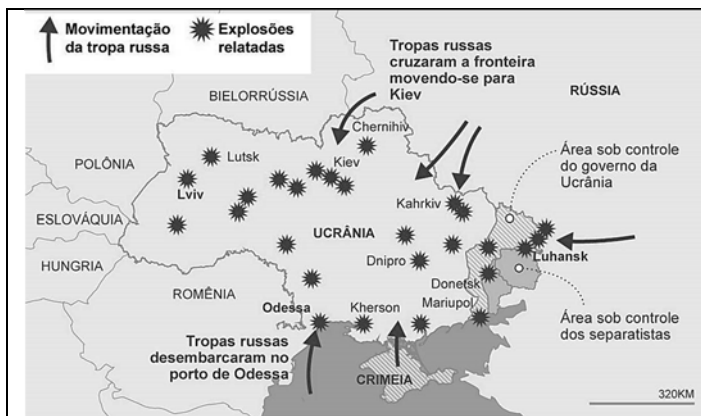 Movimentação
da tropa russa
Explosões
relatadas
Tropas russas
cruzaram a fronteira
movendo-se para
Kiev
RÚSSIA
BIELORRÚSSIA
Chernihiv
POLÔNIA
Lutsk
Kiev
Área sob controle
do governo da
Ucrânia
Lviv
Kahrkiv
ESLOVÁQUIA
UCRÂNIA
HUNGRIA
Dnipro
Luhansk
Donetsk
ROMÊNIA
Odessa
Kherson
Mariupol
Área sob controle
dos separatistas
Tropas russas
desembarcaram no
porto de Odessa
CRIMEIA
320KM